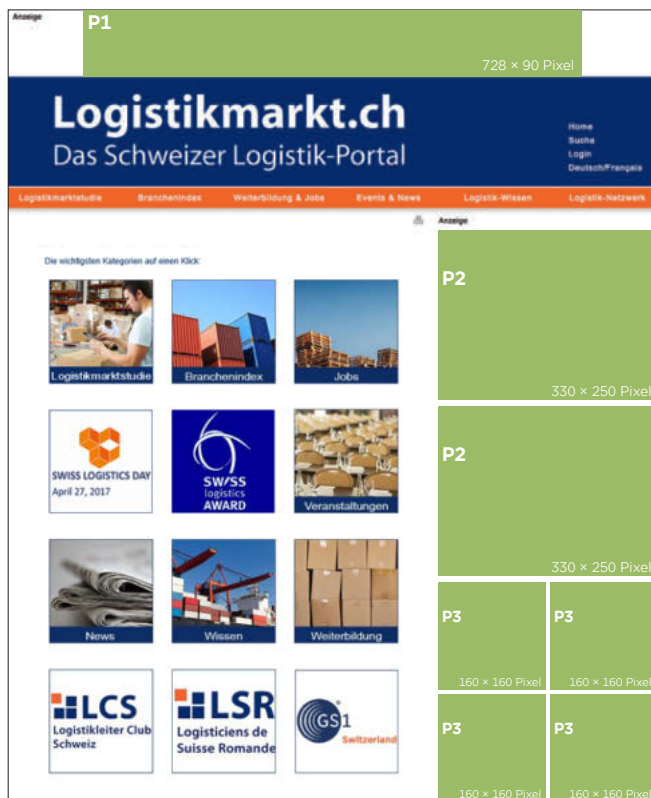 Anzeige
P1
728 × 90 Pixel
Logistikmarkt.ch
Das Schweizer Logistik-Portal
Home
Suche
Login
Deutsch/Français
Logistikmarktstudie
Branchenindex
Weiterbildung & Jobs
Events & News
Logistik-Wissen
Logistik-Netzwerk
Anzeige
Die wichtigsten Kategorien auf einen Klick:
Logistikmarktstudie
Branchenindex
Jobs
P2
330 × 250 Pixel
SWISS LOGISTICS DAY
April 27, 2017
SWISS
logistics
AWARD
Veranstaltungen
P2
330 × 250 Pixel
News
Wissen
Weiterbildung
P3
160 × 160 Pixel
P3
160 × 160 Pixel
LCS
Logistikleiter Club
Schweiz
LSR
Logisticiens de
Suisse Romande
GS1
Switzerland
P3
160 × 160 Pixel
P3
160 × 160 Pixel